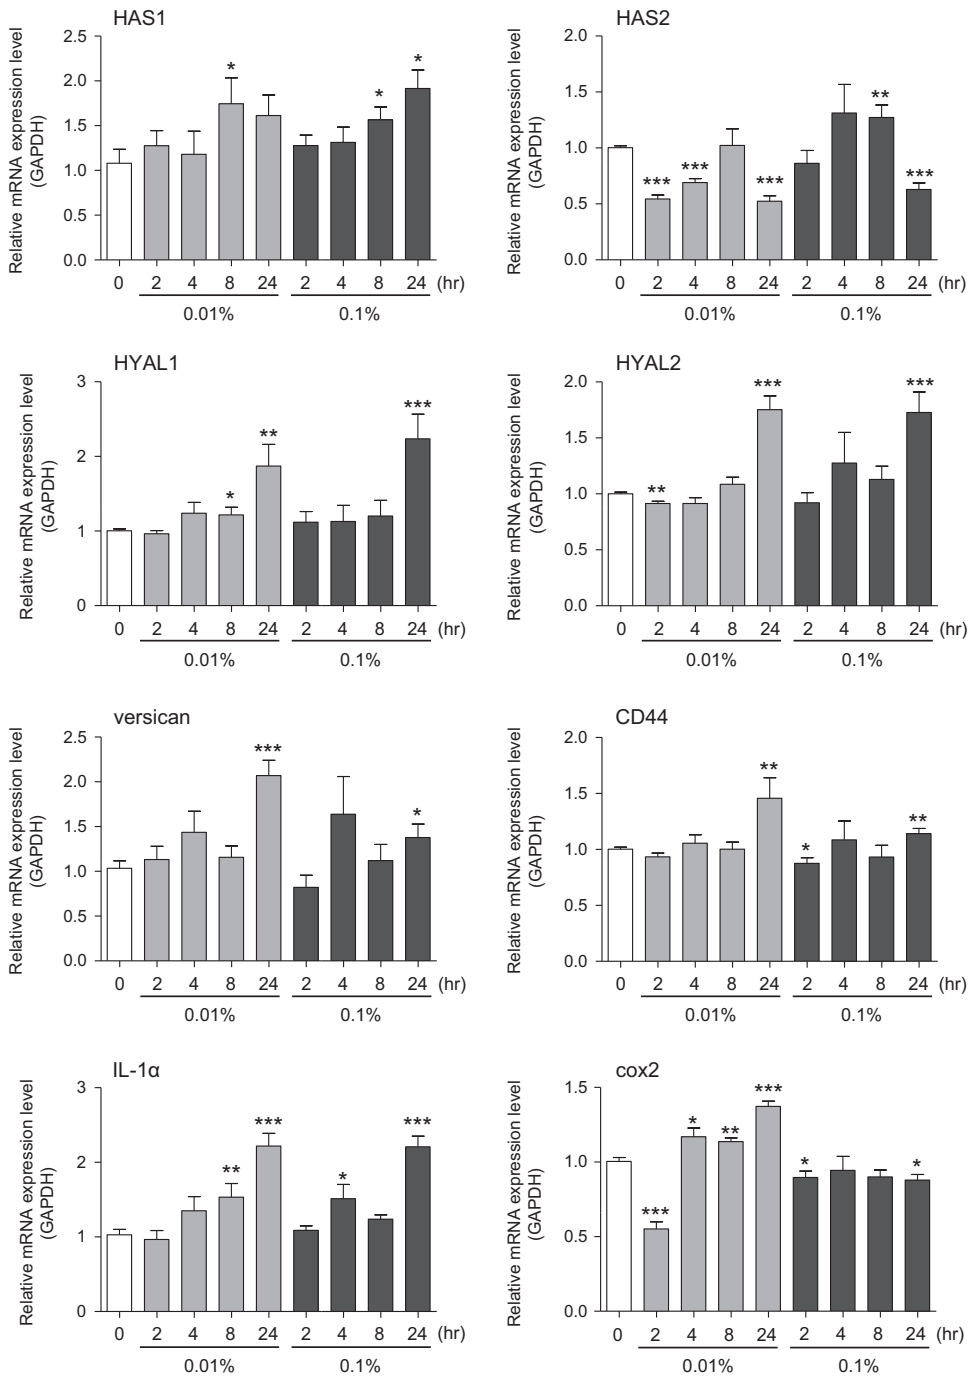 HAS1
Relative mRNA expression level
(GAPDH)
2.5
2.0
1.5
1.0
0.5
0.0
*
*
*
0 2 4 8 24 2 4 8 24 (hr)
0.01% 0.1%
HAS2
Relative mRNA expression level
(GAPDH)
2.0
1.5
1.0
0.5
0.0
***
***
***
**
***
0 2 4 8 24 2 4 8 24 (hr)
0.01% 0.1%
HYAL1
Relative mRNA expression level
(GAPDH)
3
2
1
0
*
**
***
0 2 4 8 24 2 4 8 24 (hr)
0.01% 0.1%
HYAL2
Relative mRNA expression level
(GAPDH)
2.0
1.5
1.0
0.5
0.0
**
***
***
0 2 4 8 24 2 4 8 24 (hr)
0.01% 0.1%
versican
Relative mRNA expression level
(GAPDH)
2.5
2.0
1.5
1.0
0.5
0.0
***
*
0 2 4 8 24 2 4 8 24 (hr)
0.01% 0.1%
CD44
Relative mRNA expression level
(GAPDH)
2.0
1.5
1.0
0.5
0.0
**
*
**
0 2 4 8 24 2 4 8 24 (hr)
0.01% 0.1%
IL-1α
Relative mRNA expression level
(GAPDH)
3
2
1
0
**
***
*
***
0 2 4 8 24 2 4 8 24 (hr)
0.01% 0.1%
cox2
Relative mRNA expression level
(GAPDH)
1.5
1.0
0.5
0.0
***
*
**
***
*
*
0 2 4 8 24 2 4 8 24 (hr)
0.01% 0.1%